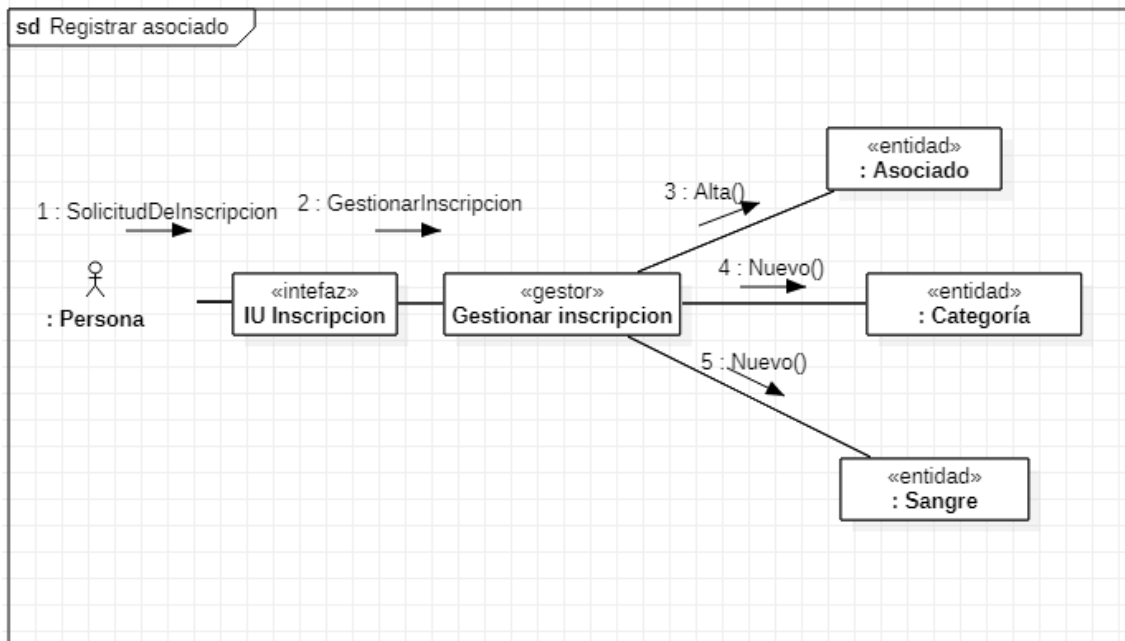 sd Registrar asociado
«entidad»
: Asociado
3 : Alta()
1 : SolicitudDeInscripcion
2 : GestionarInscripcion
4 : Nuevo()
: Persona
«intefaz»
IU Inscripcion
«gestor»
Gestionar inscripcion
«entidad»
: Categoría
5 : Nuevo()
«entidad»
: Sangre